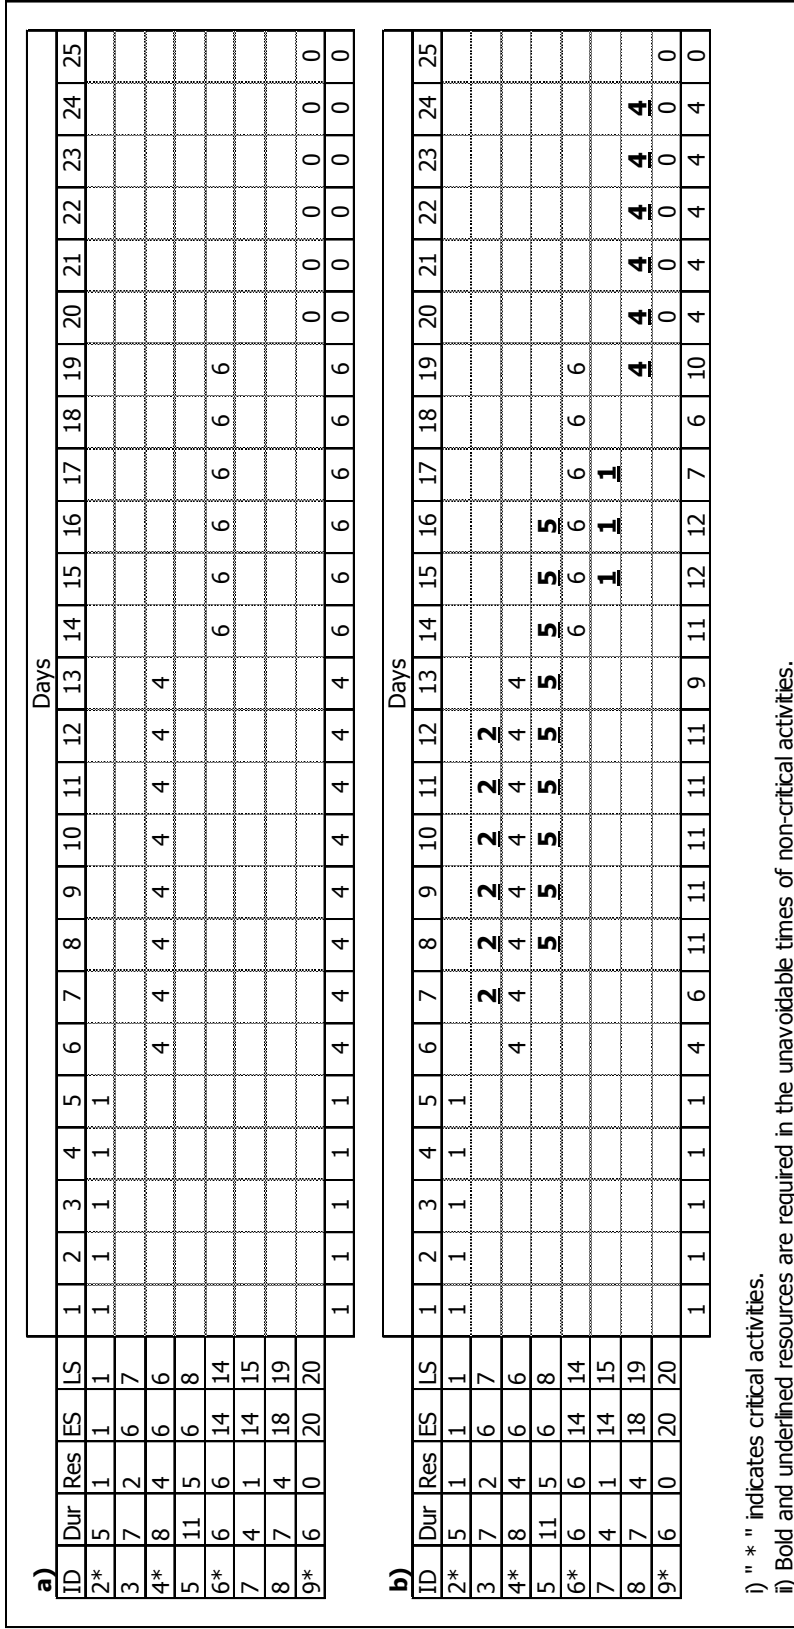 a)
Days
ID Dur Res ES LS 1 2 3 4 5 6 7 8 9 10 11 12 13 14 15 16 17 18 19 20 21 22 23 24 25
2* 5 1 1 1 1 1 1 1 1
3 7 2 6 7
4* 8 4 6 6 4 4 4 4 4 4 4 4
5 11 5 6 8
6* 6 6 14 14 6 6 6 6 6 6
7 4 1 14 15
8 7 4 18 19
9* 6 0 20 20 0 0 0 0 0 0
1 1 1 1 1 4 4 4 4 4 4 4 4 6 6 6 6 6 6 0 0 0 0 0 0
b)
Days
ID Dur Res ES LS 1 2 3 4 5 6 7 8 9 10 11 12 13 14 15 16 17 18 19 20 21 22 23 24 25
2* 5 1 1 1 1 1 1 1 1
3 7 2 6 7 2 2 2 2 2 2
4* 8 4 6 6 4 4 4 4 4 4 4 4
5 11 5 6 8 5 5 5 5 5 5 5 5 5
6* 6 6 14 14 6 6 6 6 6 6
7 4 1 14 15 1 1 1
8 7 4 18 19 4 4 4 4 4 4
9* 6 0 20 20 0 0 0 0 0 0
1 1 1 1 1 4 6 11 11 11 11 11 9 11 12 12 7 6 10 4 4 4 4 4 0
i) " * " indicates critical activities.
ii) Bold and underlined resources are required in the unavoidable times of non-critical activities.